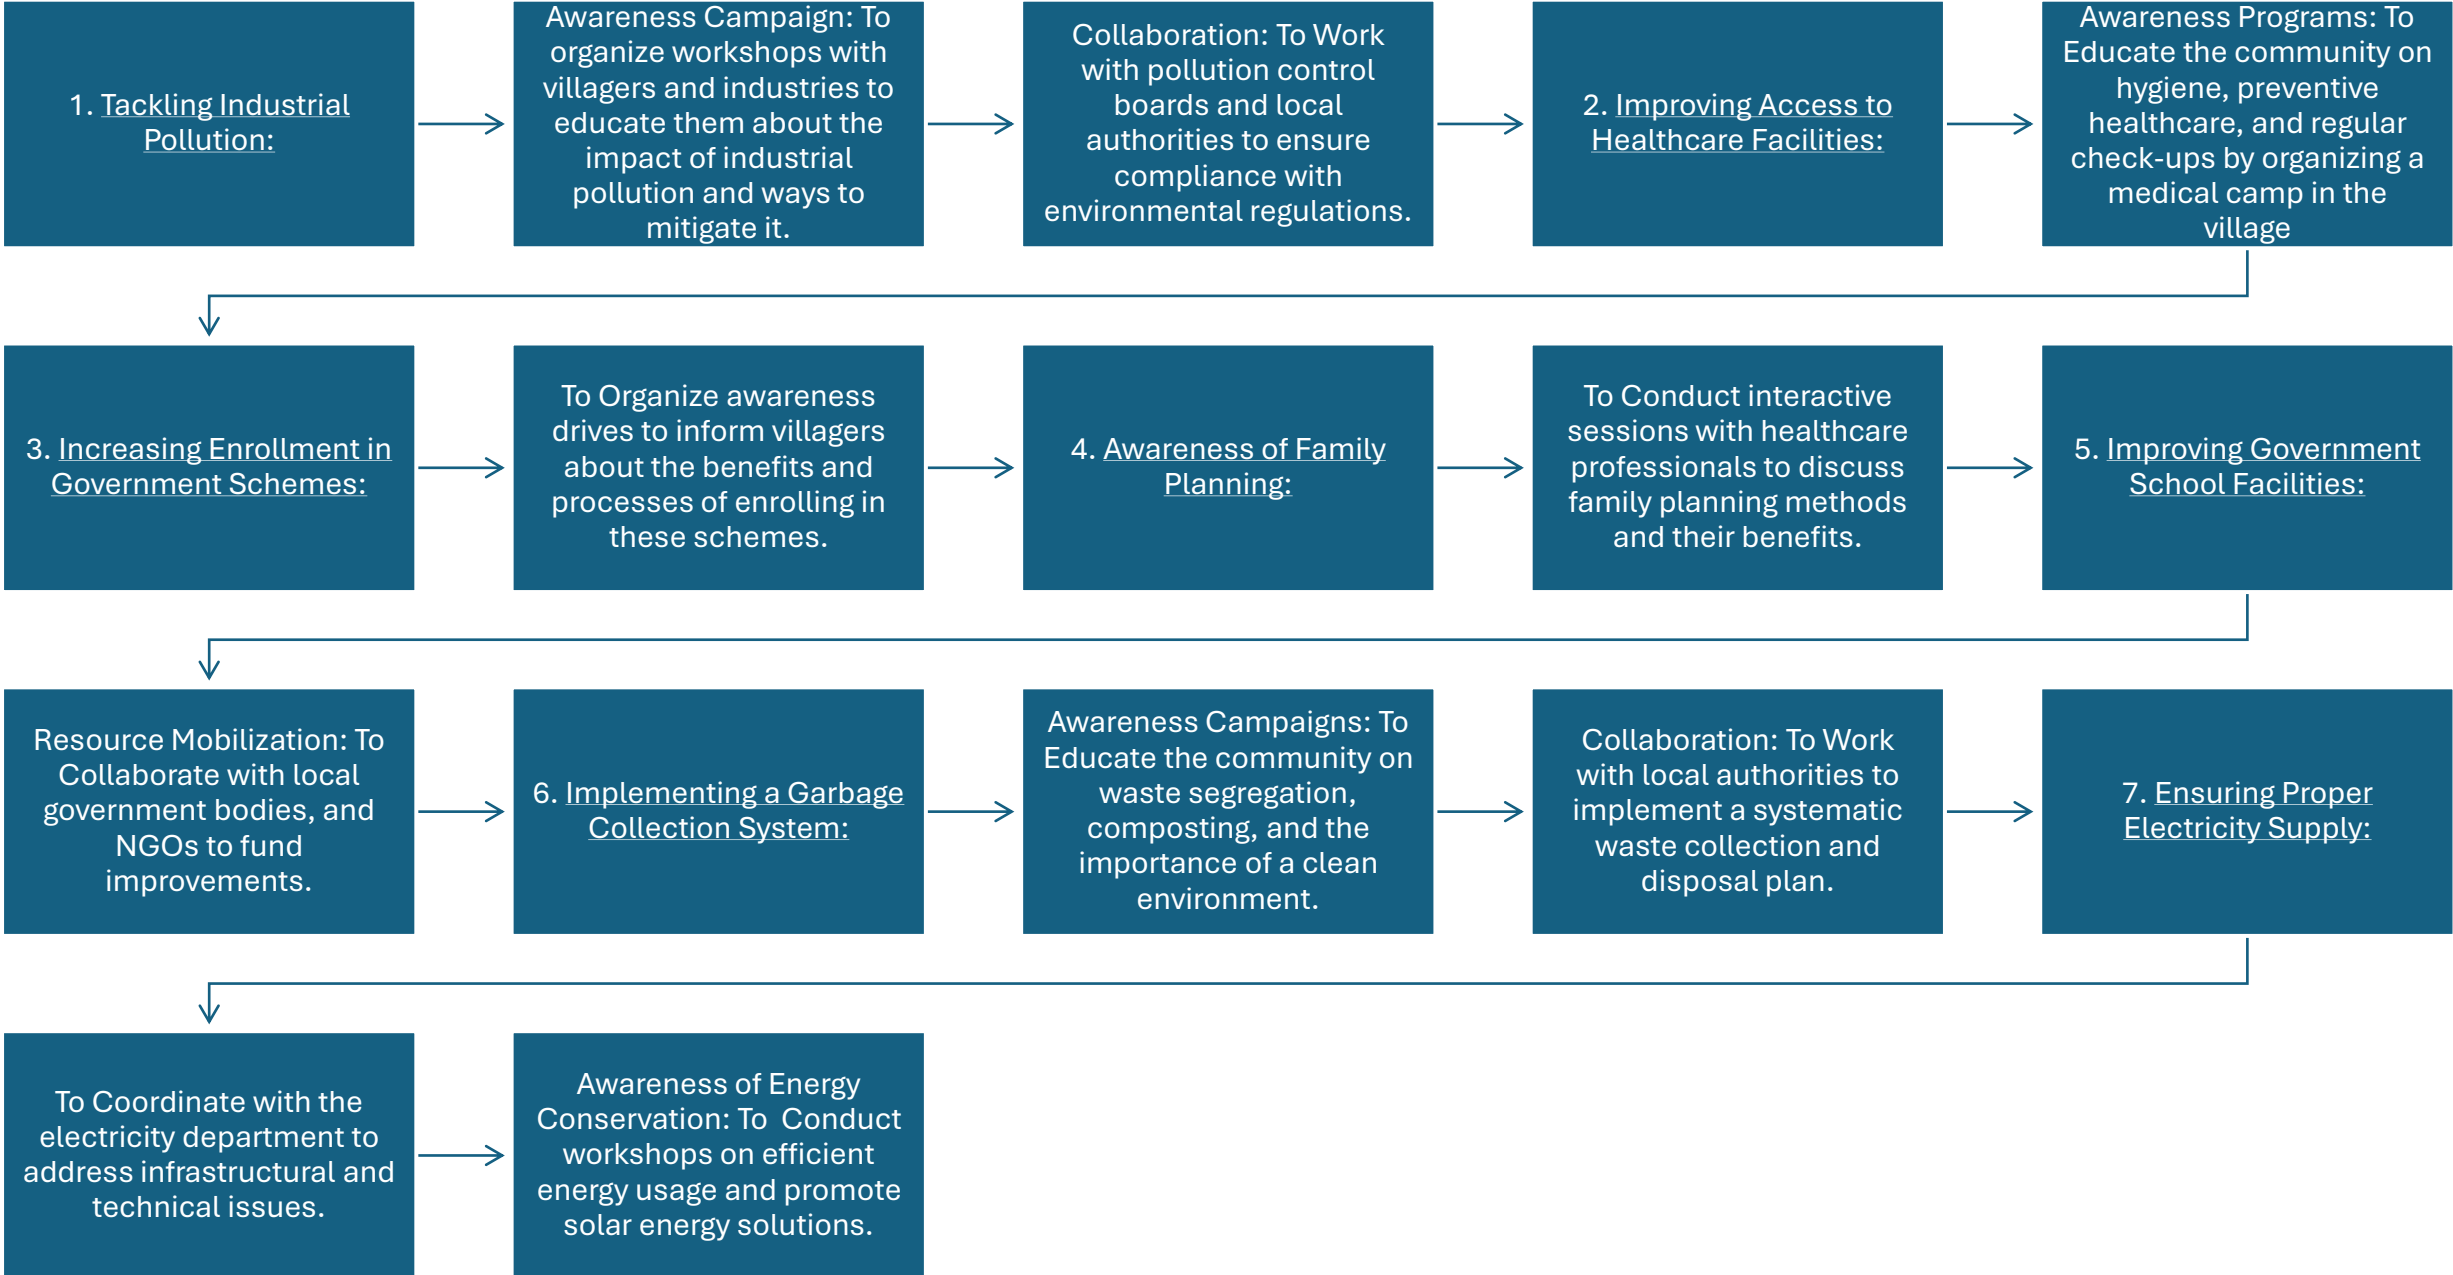 1. Tackling Industrial
Pollution:
Awareness Campaign: To
organize workshops with
villagers and industries to
educate them about the
impact of industrial
pollution and ways to
mitigate it.
Collaboration: To Work
with pollution control
boards and local
authorities to ensure
compliance with
environmental regulations.
2. Improving Access to
Healthcare Facilities:
Awareness Programs: To
Educate the community on
hygiene, preventive
healthcare, and regular
check-ups by organizing a
medical camp in the
village
3. Increasing Enrollment in
Government Schemes:
To Organize awareness
drives to inform villagers
about the benefits and
processes of enrolling in
these schemes.
4. Awareness of Family
Planning:
To Conduct interactive
sessions with healthcare
professionals to discuss
family planning methods
and their benefits.
5. Improving Government
School Facilities:
Resource Mobilization: To
Collaborate with local
government bodies, and
NGOs to fund
improvements.
6. Implementing a Garbage
Collection System:
Awareness Campaigns: To
Educate the community on
waste segregation,
composting, and the
importance of a clean
environment.
Collaboration: To Work
with local authorities to
implement a systematic
waste collection and
disposal plan.
7. Ensuring Proper
Electricity Supply:
To Coordinate with the
electricity department to
address infrastructural and
technical issues.
Awareness of Energy
Conservation: To  Conduct
workshops on efficient
energy usage and promote
solar energy solutions.